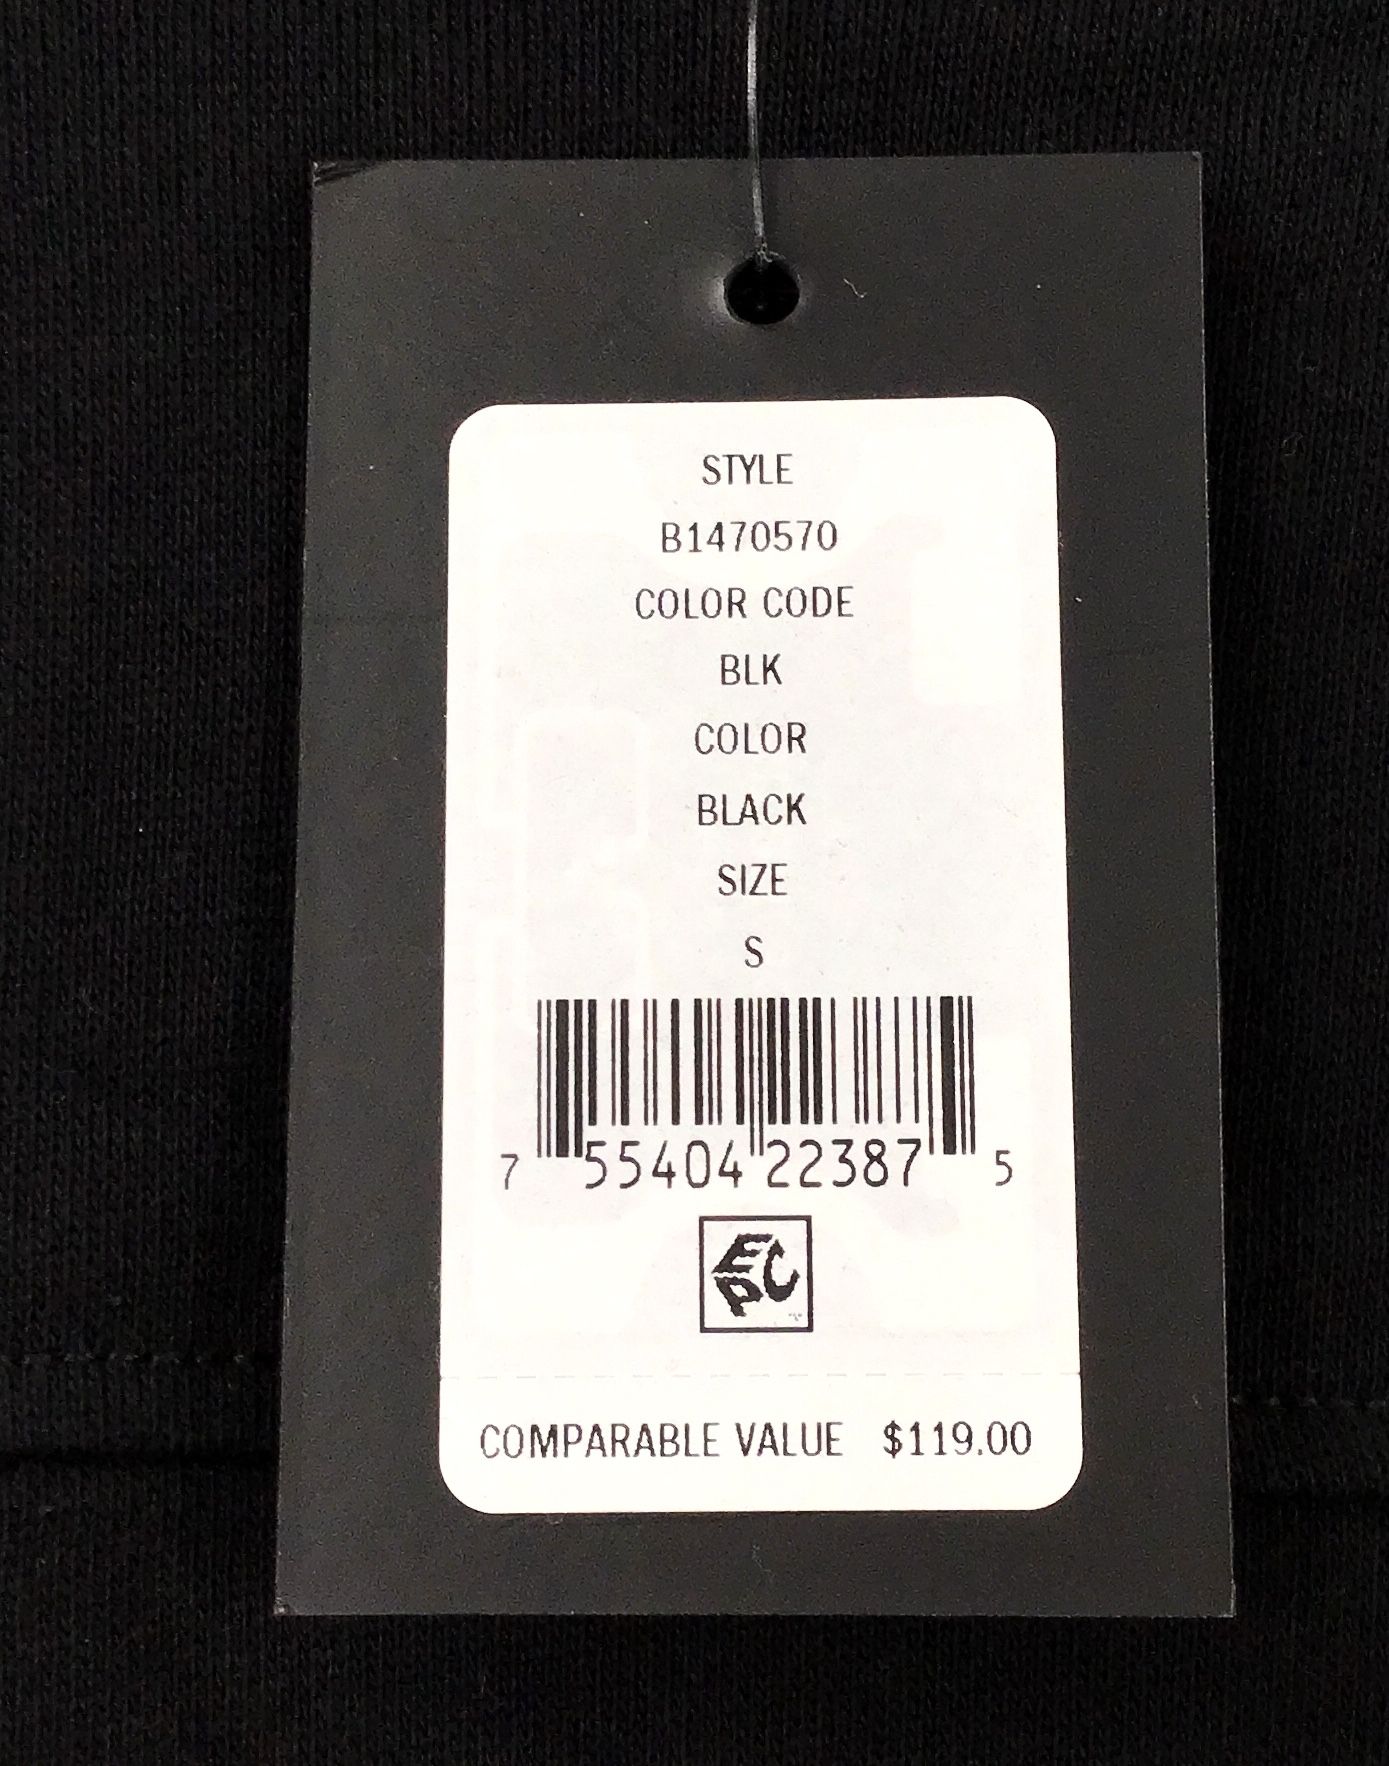 STYLE
B1470570
COLOR CODE
BLK
COLOR
BLACK
SIZE
S
7 55404 22387 5
EPC
COMPARABLE VALUE $119.00